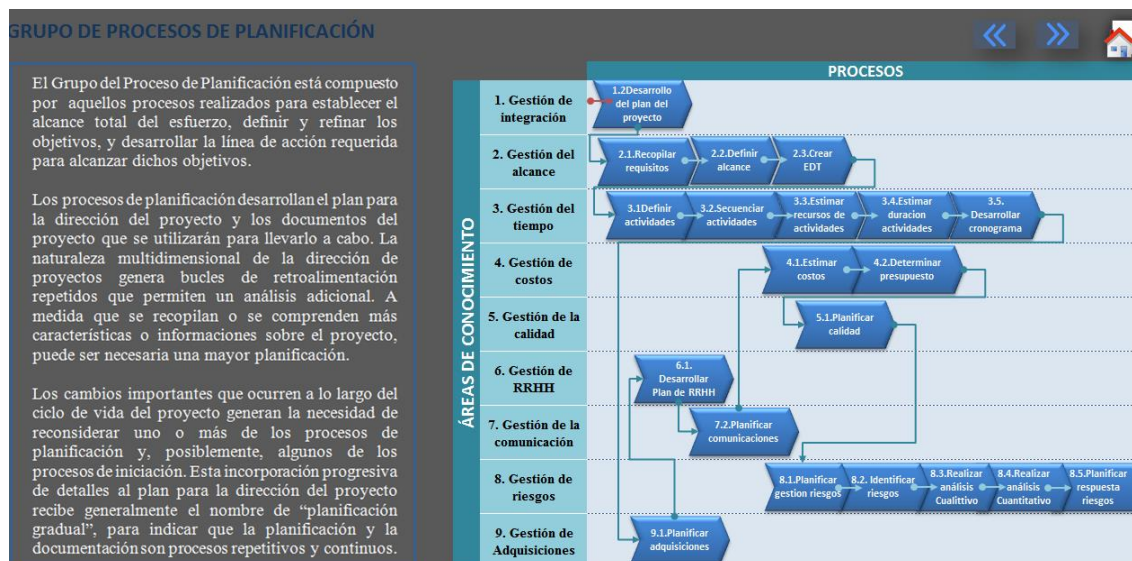 GRUPO DE PROCESOS DE PLANIFICACIÓN
El Grupo del Proceso de Planificación está compuesto
por aquellos procesos realizados para establecer el
alcance total del esfuerzo, definir y refinar los
objetivos, y desarrollar la línea de acción requerida
para alcanzar dichos objetivos.
Los procesos de planificación desarrollan el plan para
la dirección del proyecto y los documentos del
proyecto que se utilizarán para llevarlo a cabo. La
naturaleza multidimensional de la dirección de
proyectos genera bucles de retroalimentación
repetidos que permiten un análisis adicional. A
medida que se recopilan o se comprenden más
características o informaciones sobre el proyecto,
puede ser necesaria una mayor planificación.
Los cambios importantes que ocurren a lo largo del
ciclo de vida del proyecto generan la necesidad de
reconsiderar uno o más de los procesos de
planificación y, posiblemente, algunos de los
procesos de iniciación. Esta incorporación progresiva
de detalles al plan para la dirección del proyecto
recibe generalmente el nombre de “planificación
gradual”, para indicar que la planificación y la
documentación son procesos repetitivos y continuos.
PROCESOS
ÁREAS DE CONOCIMIENTO
1. Gestión de
integración
1.2Desarrollo
del plan del
proyecto
2. Gestión del
alcance
2.1.Recopilar
requisitos
2.2.Definir
alcance
2.3.Crear
EDT
3. Gestión del
tiempo
3.1Definir
actividades
3.2.Secuenciar
actividades
3.3.Estimar
recursos de
actividades
3.4.Estimar
duracion
actividades
3.5.
Desarrollar
cronograma
4. Gestión de
costos
4.1.Estimar
costos
4.2.Determinar
presupuesto
5. Gestión de la
calidad
5.1.Planificar
calidad
6. Gestión de
RRHH
6.1.
Desarrollar
Plan de RRHH
7. Gestión de la
comunicación
7.2.Planificar
comunicaciones
8. Gestión de
riesgos
8.1.Planificar
gestion riesgos
8.2. Identificar
riesgos
8.3.Realizar
análisis
Cualittivo
8.4.Realizar
análisis
Cuantitativo
8.5.Planificar
respuesta
riesgos
9. Gestión de
Adquisiciones
9.1.Planificar
adquisiciones